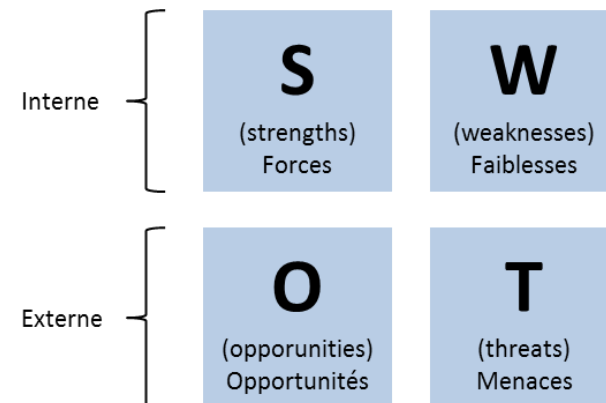 Interne
S
(strengths)
Forces
W
(weaknesses)
Faiblesses
Externe
O
(opporunities)
Opportunités
T
(threats)
Menaces